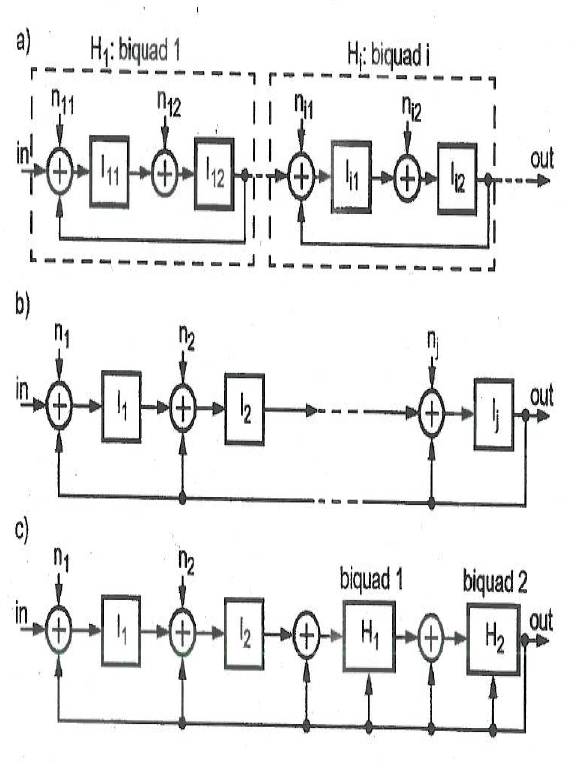 a)
H1: biquad 1
Hi: biquad i
n11
n12
ni1
ni2
in
+
I11
+
I12
+
Ii1
+
Ii2
out
b)
n1
n2
nj
in
+
I1
+
I2
+
Ij
out
c)
n1
n2
biquad 1
biquad 2
in
+
I1
+
I2
+
H1
+
H2
out